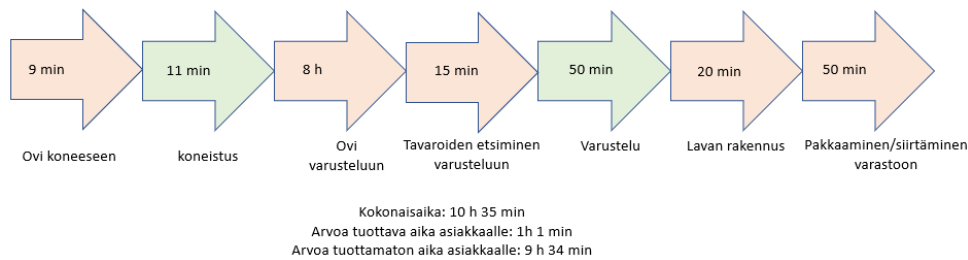 9 min
11 min
8 h
15 min
50 min
20 min
50 min
Ovi koneeseen
koneistus
Ovi
varusteluun
Tavaroiden etsiminen
varusteluun
Varustelu
Lavan rakennus
Pakkaaminen/siirtäminen
varastoon
Kokonaisaika: 10 h 35 min
Arvoa tuottava aika asiakkaalle: 1h 1 min
Arvoa tuottamaton aika asiakkaalle: 9 h 34 min